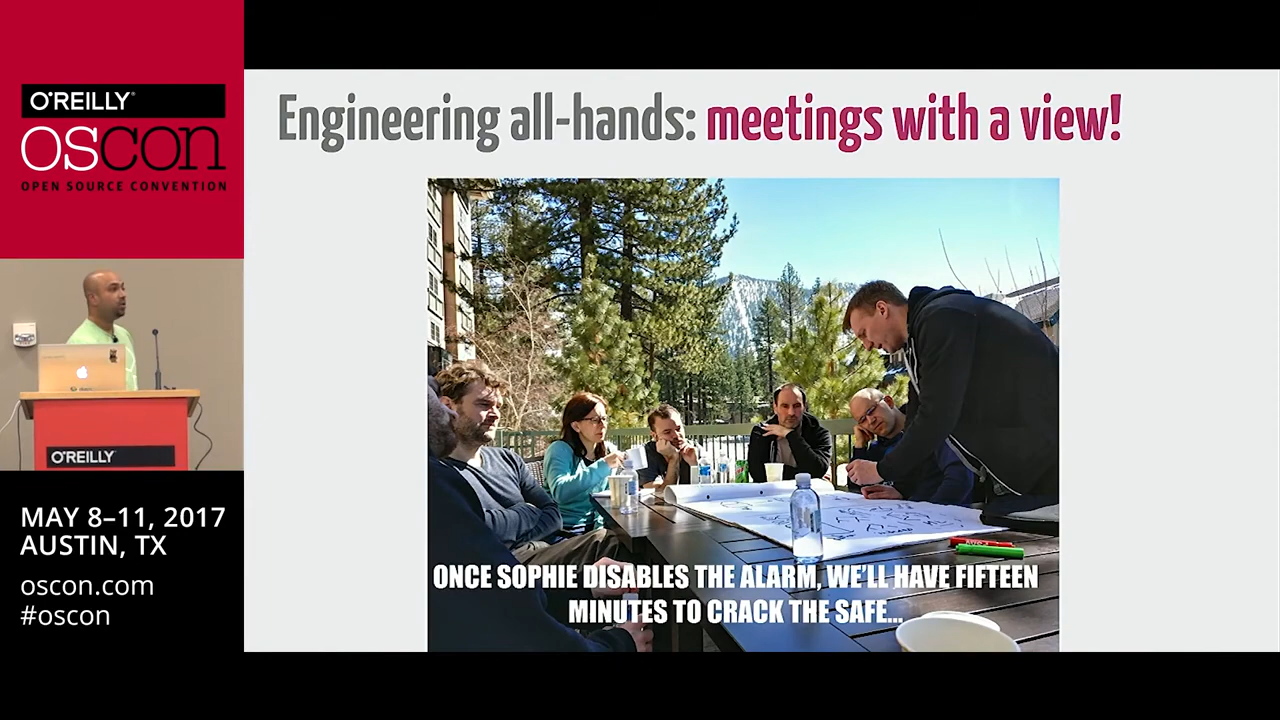 O'REILLY®
OSCON
OPEN SOURCE CONVENTION
O'REILLY
MAY 8–11, 2017
AUSTIN, TX
oscon.com
#oscon
Engineering all-hands: meetings with a view!
ONCE SOPHIE DISABLES THE ALARM, WE'LL HAVE FIFTEEN
MINUTES TO CRACK THE SAFE...